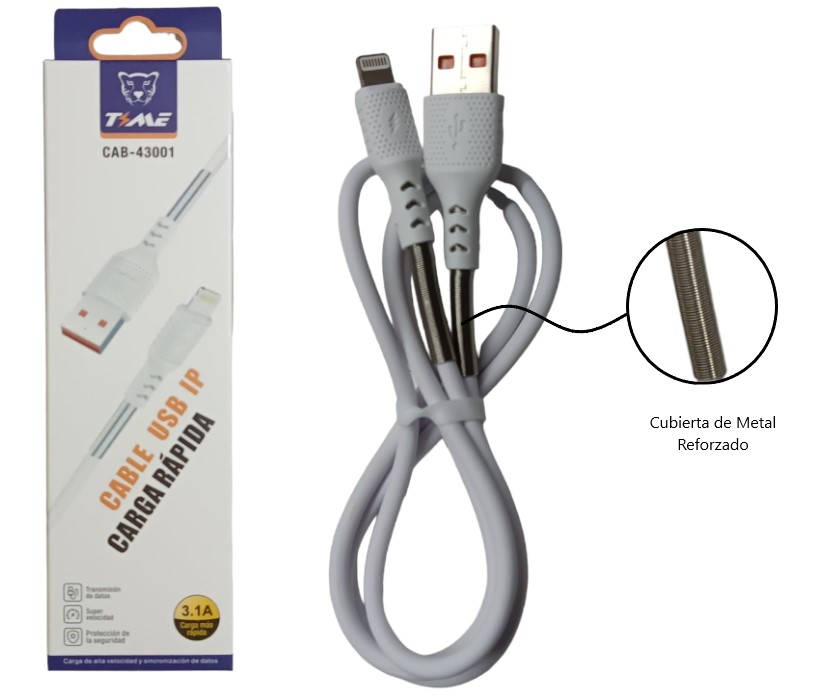 TIME
CAB-43001
CABLE USB IP
CARGA RÁPIDA
Transmisión
de datos
Super
velocidad
Protección de
la seguridad
3.1A
Carga más
rápida
Carga de alta velocidad y sincronización de datos
Cubierta de Metal
Reforzado